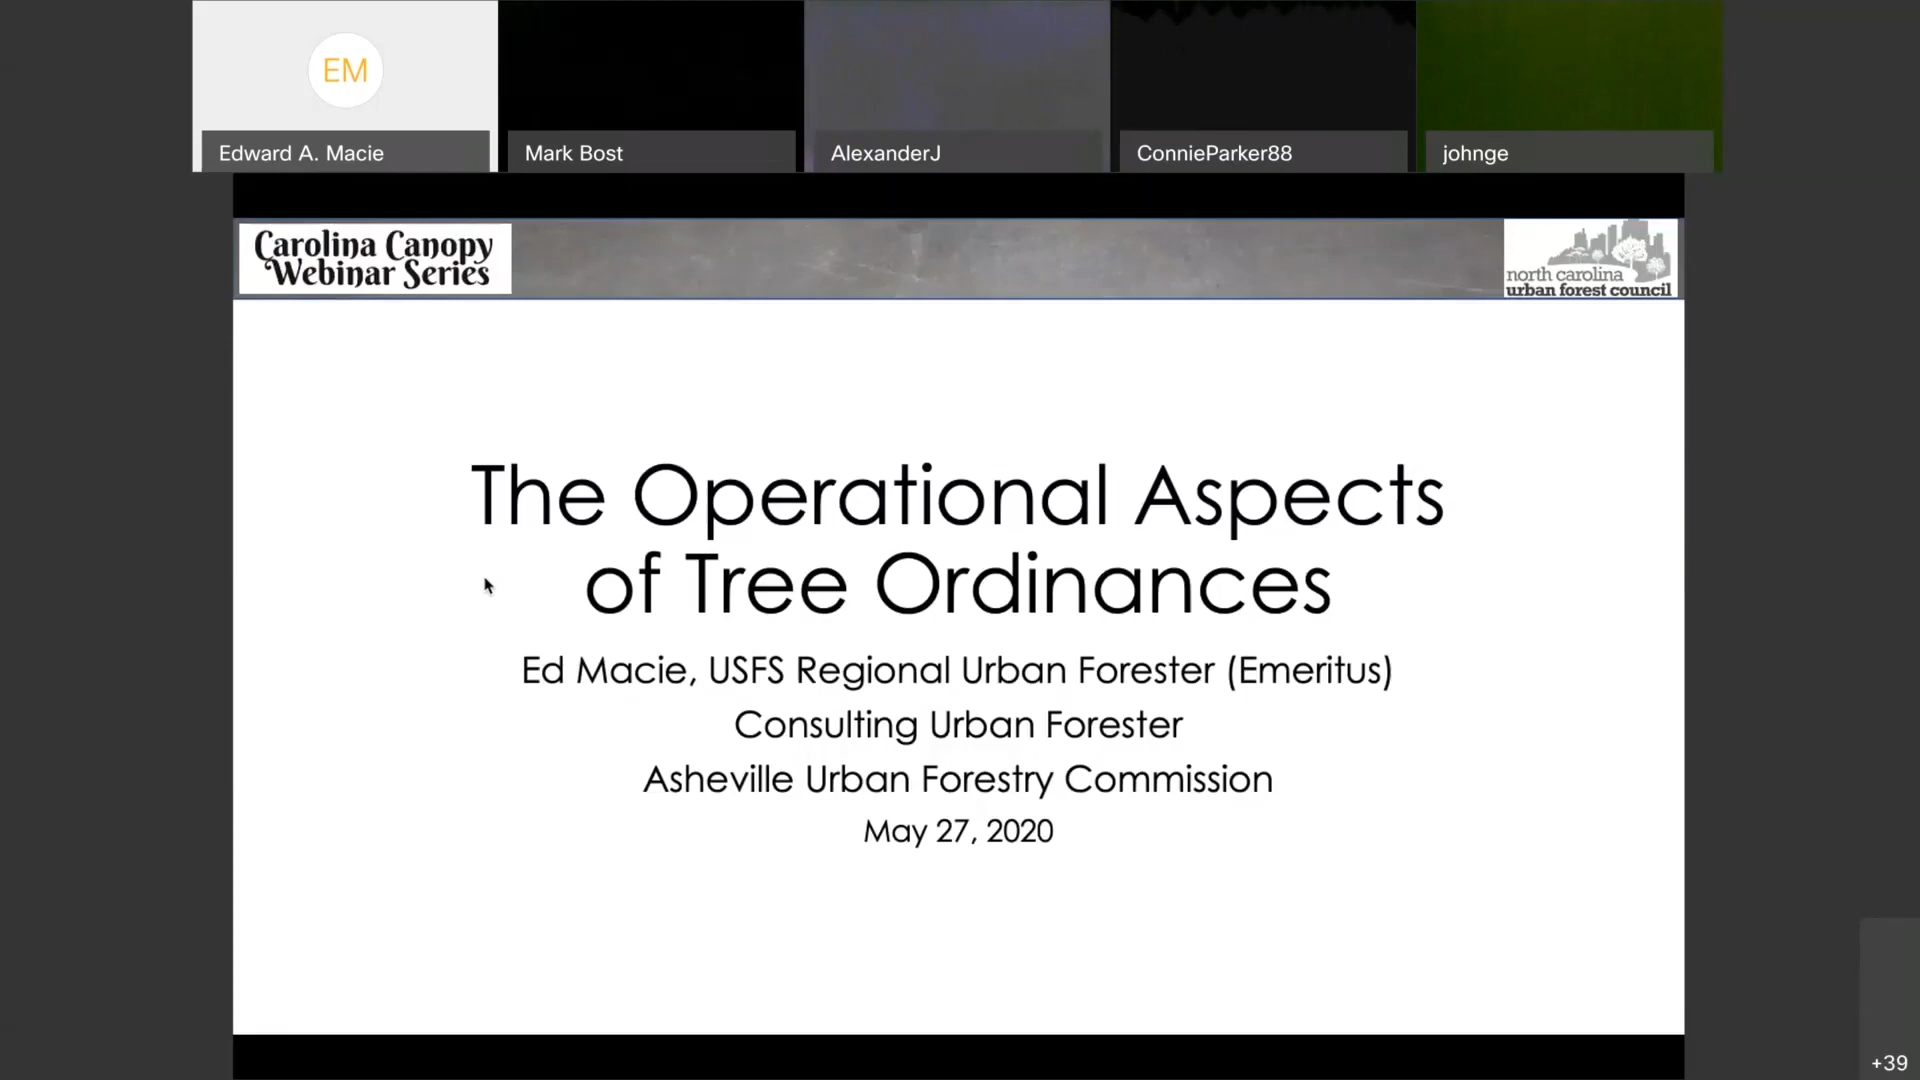 EM
Edward A. Macie
Mark Bost
AlexanderJ
ConnieParker88
johnge
Carolina Canopy
Webinar Series
north carolina
urban forest council
The Operational Aspects
of Tree Ordinances
Ed Macie, USFS Regional Urban Forester (Emeritus)
Consulting Urban Forester
Asheville Urban Forestry Commission
May 27, 2020
+39